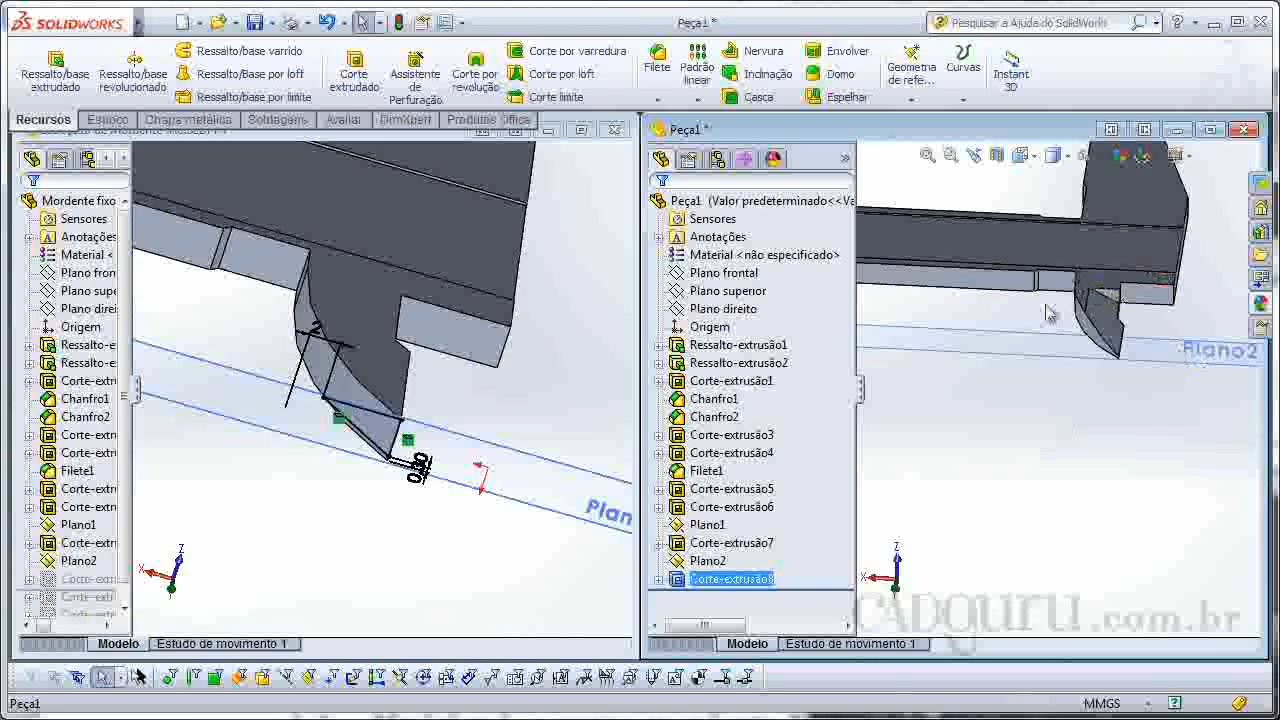 SOLIDWORKS
Peça1 *
Pesquisar a Ajuda do SolidWorks
Ressalto/base extrudado
Ressalto/base revolucionado
Ressalto/base varrido
Ressalto/Base por loft
Ressalto/base por limite
Corte extrudado
Assistente de Perfuração
Corte por revolução
Corte por varredura
Corte por loft
Corte limite
Filete
Padrão linear
Nervura
Inclinação
Casca
Envolver
Domo
Espelhar
Geometria de refe...
Curvas
Instant 3D
Recursos
Esboço
Chapa metálica
Soldagens
Avaliar
DimXpert
Produtos Office
Mordente fixo
Sensores
Anotações
Material <
Plano fron
Plano supe
Plano direi
Origem
Ressalto-e
Ressalto-e
Corte-extr
Chanfro1
Chanfro2
Corte-extr
Corte-extr
Filete1
Corte-extr
Corte-extr
Plano1
Corte-extr
Plano2
Corte-extr
Corte-extr
2
Plan
X
Z
Modelo
Estudo de movimento 1
Peça1 *
Peça1 (Valor predeterminado<<Va
Sensores
Anotações
Material <não especificado>
Plano frontal
Plano superior
Plano direito
Origem
Ressalto-extrusão1
Ressalto-extrusão2
Corte-extrusão1
Chanfro1
Chanfro2
Corte-extrusão3
Corte-extrusão4
Filete1
Corte-extrusão5
Corte-extrusão6
Plano1
Corte-extrusão7
Plano2
Corte-extrusão8
Plano2
X
Z
CADGURU.com.br
Modelo
Estudo de movimento 1
Peça1
MMGS